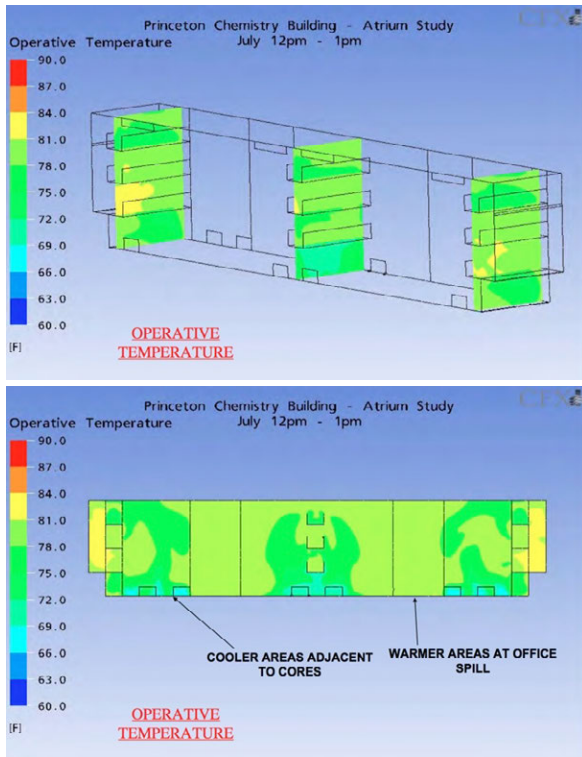 Princeton Chemistry Building - Atrium Study
July 12pm - 1pm
CFX
Operative Temperature
90.0
87.0
84.0
81.0
78.0
75.0
72.0
69.0
66.0
63.0
60.0
[F]
OPERATIVE
TEMPERATURE
Princeton Chemistry Building - Atrium Study
July 12pm - 1pm
CFX
Operative Temperature
90.0
87.0
84.0
81.0
78.0
75.0
72.0
69.0
66.0
63.0
60.0
[F]
COOLER AREAS ADJACENT
TO CORES
WARMER AREAS AT OFFICE
SPILL
OPERATIVE
TEMPERATURE